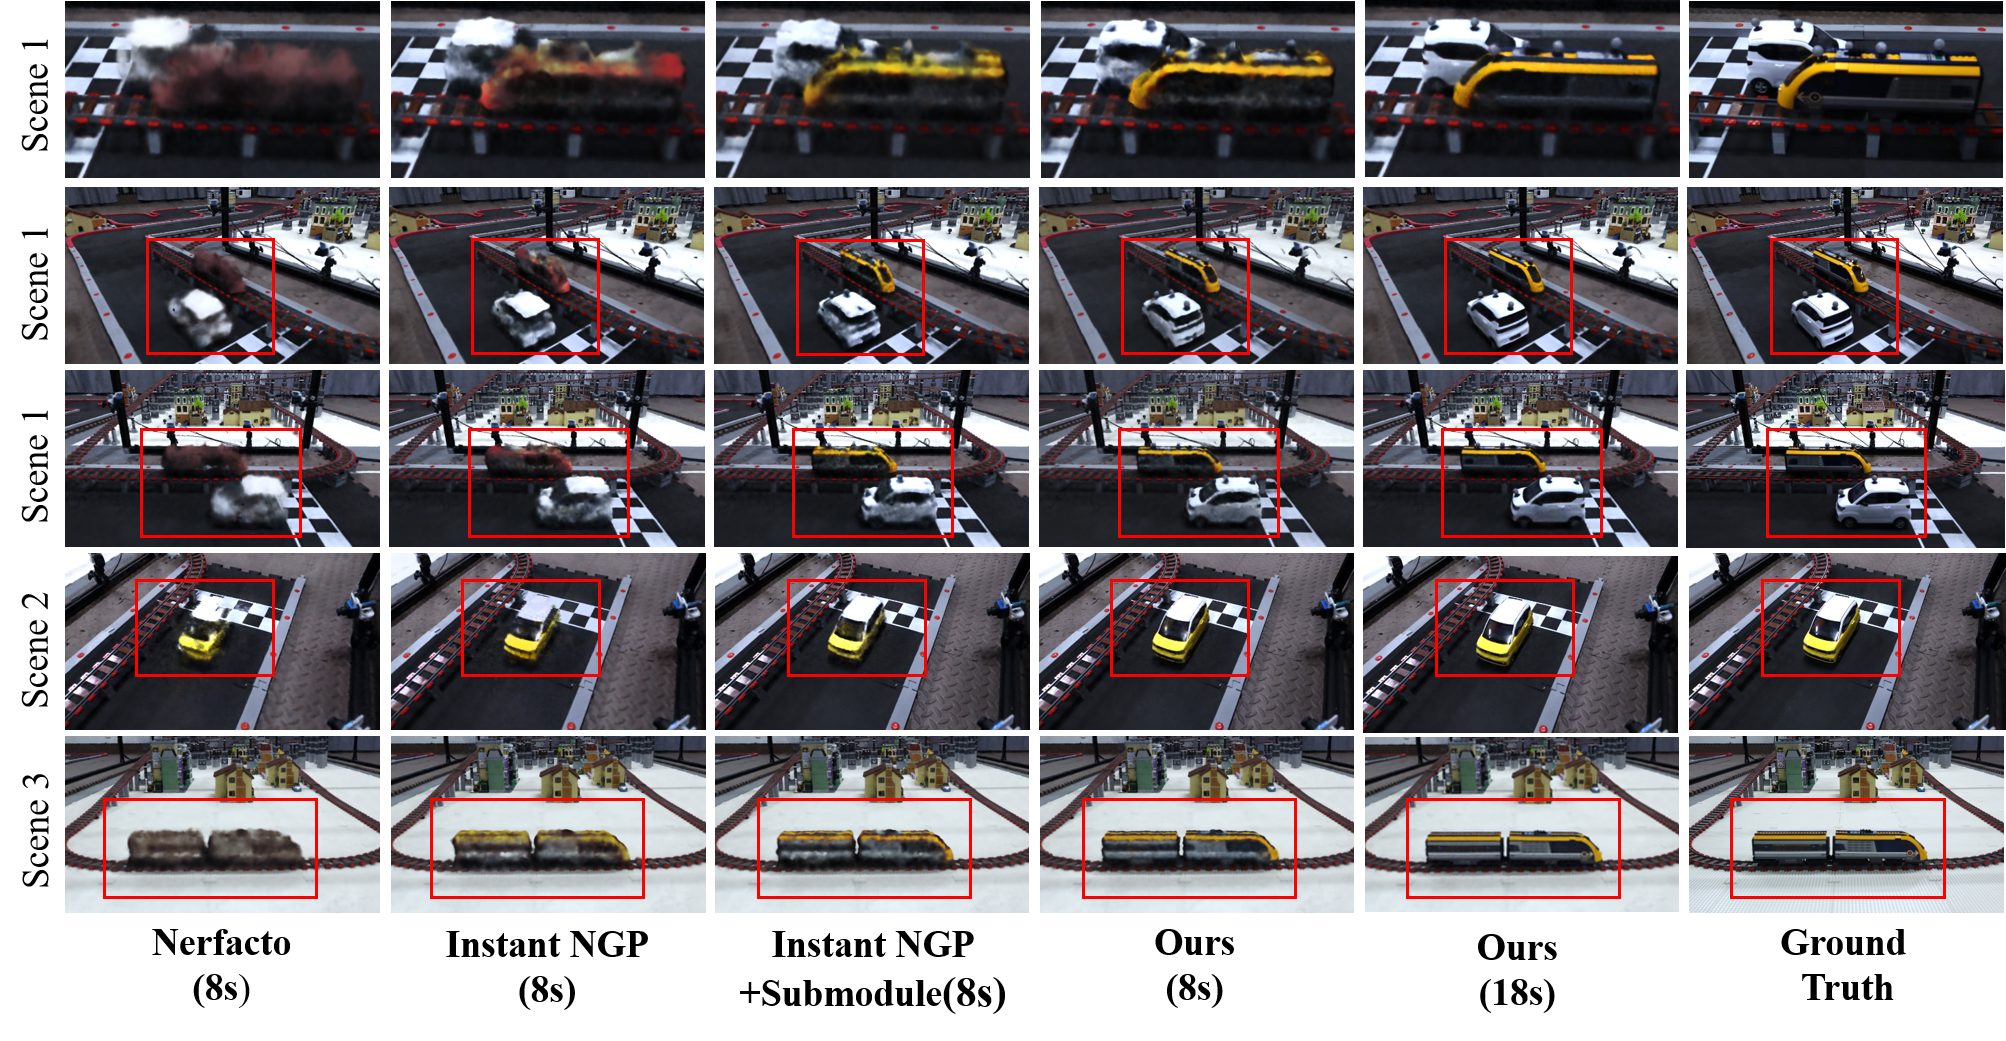 Scene 1
Scene 1
Scene 1
Scene 2
Scene 3
Nerfacto
(8s)
Instant NGP
(8s)
Instant NGP
+Submodule(8s)
Ours
(8s)
Ours
(18s)
Ground
Truth